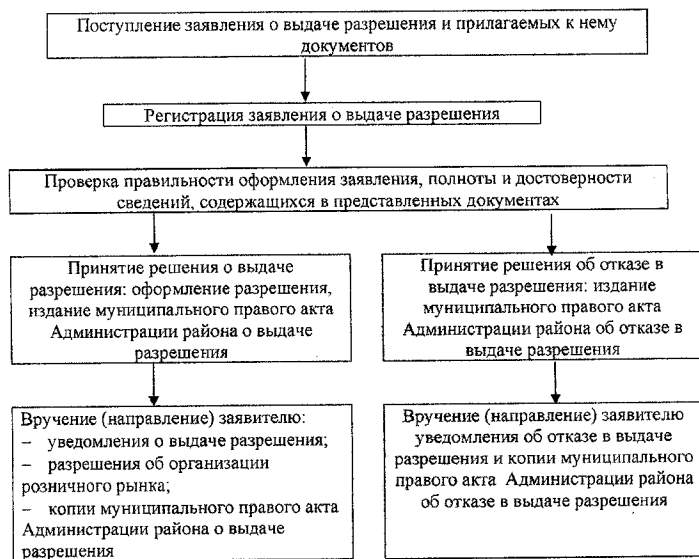 Поступление заявления о выдаче разрешения и прилагаемых к нему
документов
Регистрация заявления о выдаче разрешения
Проверка правильности оформления заявления, полноты и достоверности
сведений, содержащихся в представленных документах
Принятие решения о выдаче
разрешения: оформление разрешения,
издание муниципального правого акта
Администрации района о выдаче
разрешения
Принятие решения об отказе в
выдаче разрешения: издание
муниципального правого акта
Администрации района об отказе
в выдаче разрешения
Вручение (направление) заявителю:
– уведомления о выдаче разрешения;
– разрешения об организации
розничного рынка;
– копии муниципального правого акта
Администрации района о выдаче
разрешения
Вручение (направление) заявителю
уведомления об отказе в выдаче
разрешения и копии муниципального
правого акта Администрации района
об отказе в выдаче разрешения